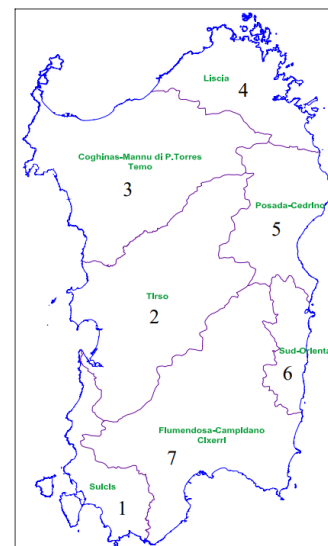 Liscia
4
Coghinas-Mannu di P.Torres
Temo
3
Posada-Cedrino
5
Tirso
2
Sud-Orienta
6
Flumendosa-Campidano
Cixerri
7
Sulcis
1